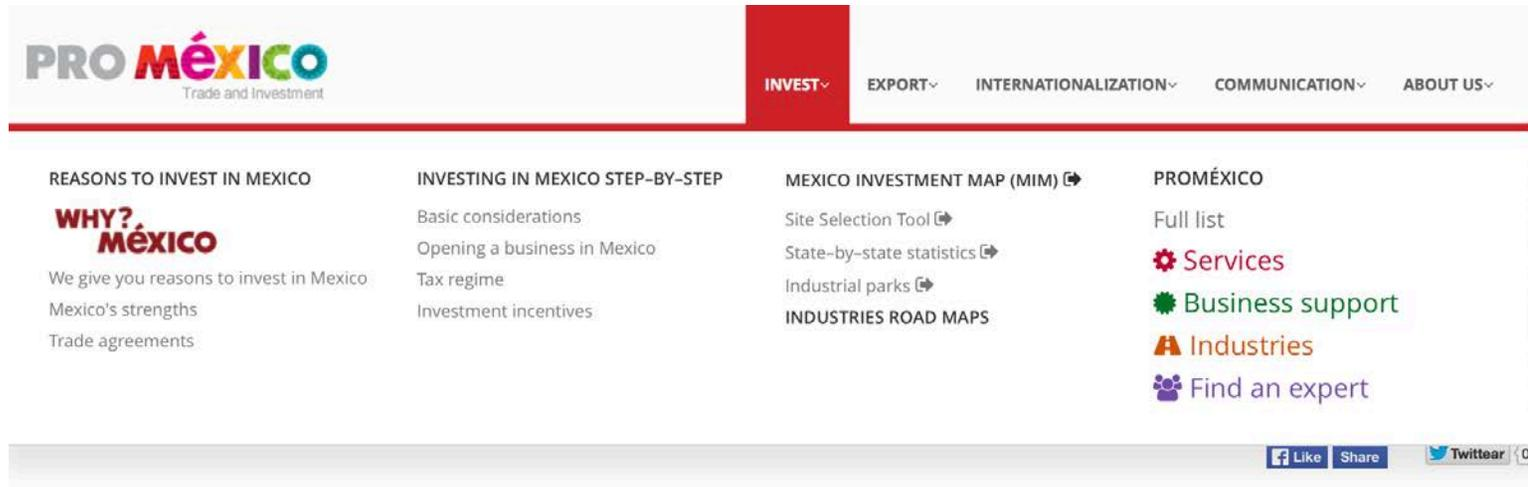 PRO MéXICO
Trade and Investment
INVEST
EXPORT
INTERNATIONALIZATION
COMMUNICATION
ABOUT US
REASONS TO INVEST IN MEXICO
WHY?
MéXICO
We give you reasons to invest in Mexico
Mexico's strengths
Trade agreements
INVESTING IN MEXICO STEP–BY–STEP
Basic considerations
Opening a business in Mexico
Tax regime
Investment incentives
MEXICO INVESTMENT MAP (MIM)
Site Selection Tool
State–by–state statistics
Industrial parks
INDUSTRIES ROAD MAPS
PROMÉXICO
Full list
Services
Business support
Industries
Find an expert
Like
Share
Twittear
0